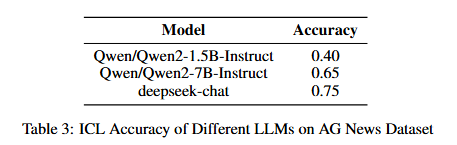 Model Accuracy
Qwen/Qwen2-1.5B-Instruct 0.40
Qwen/Qwen2-7B-Instruct 0.65
deepseek-chat 0.75
Table 3: ICL Accuracy of Different LLMs on AG News Dataset